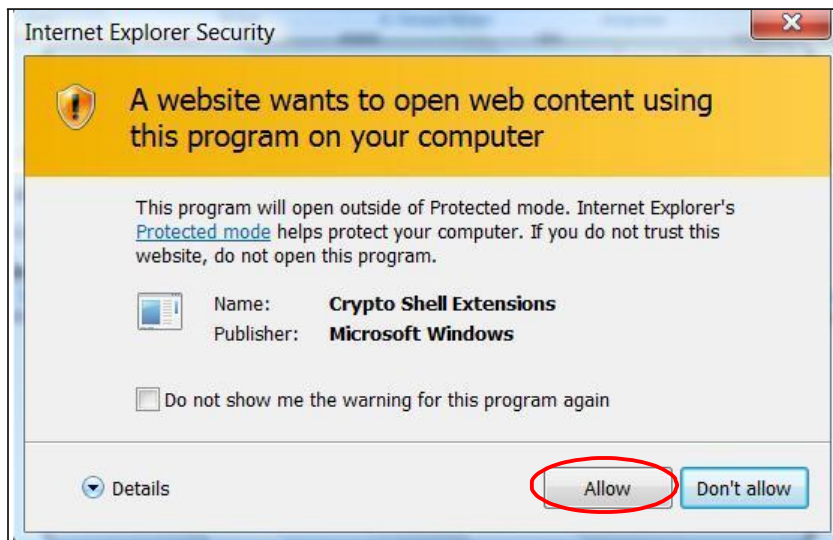 Internet Explorer Security
A website wants to open web content using
this program on your computer
This program will open outside of Protected mode. Internet Explorer's
Protected mode helps protect your computer. If you do not trust this
website, do not open this program.
Name: Crypto Shell Extensions
Publisher: Microsoft Windows
Do not show me the warning for this program again
Details Allow Don't allow